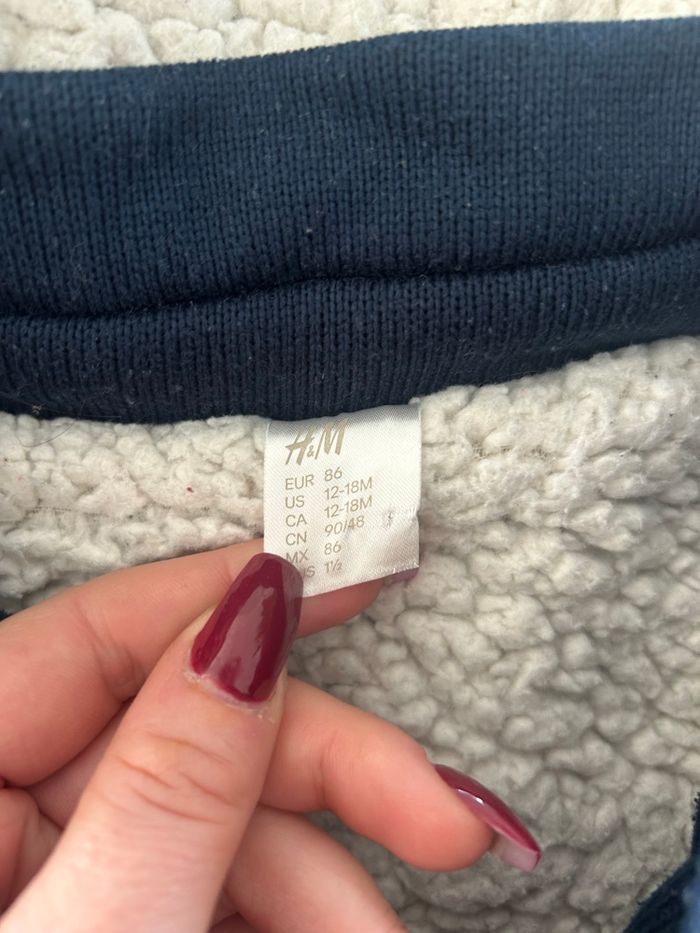 H&M
EUR 86
US 12-18M
CA 12-18M
CN 90/48
MX 86
1½